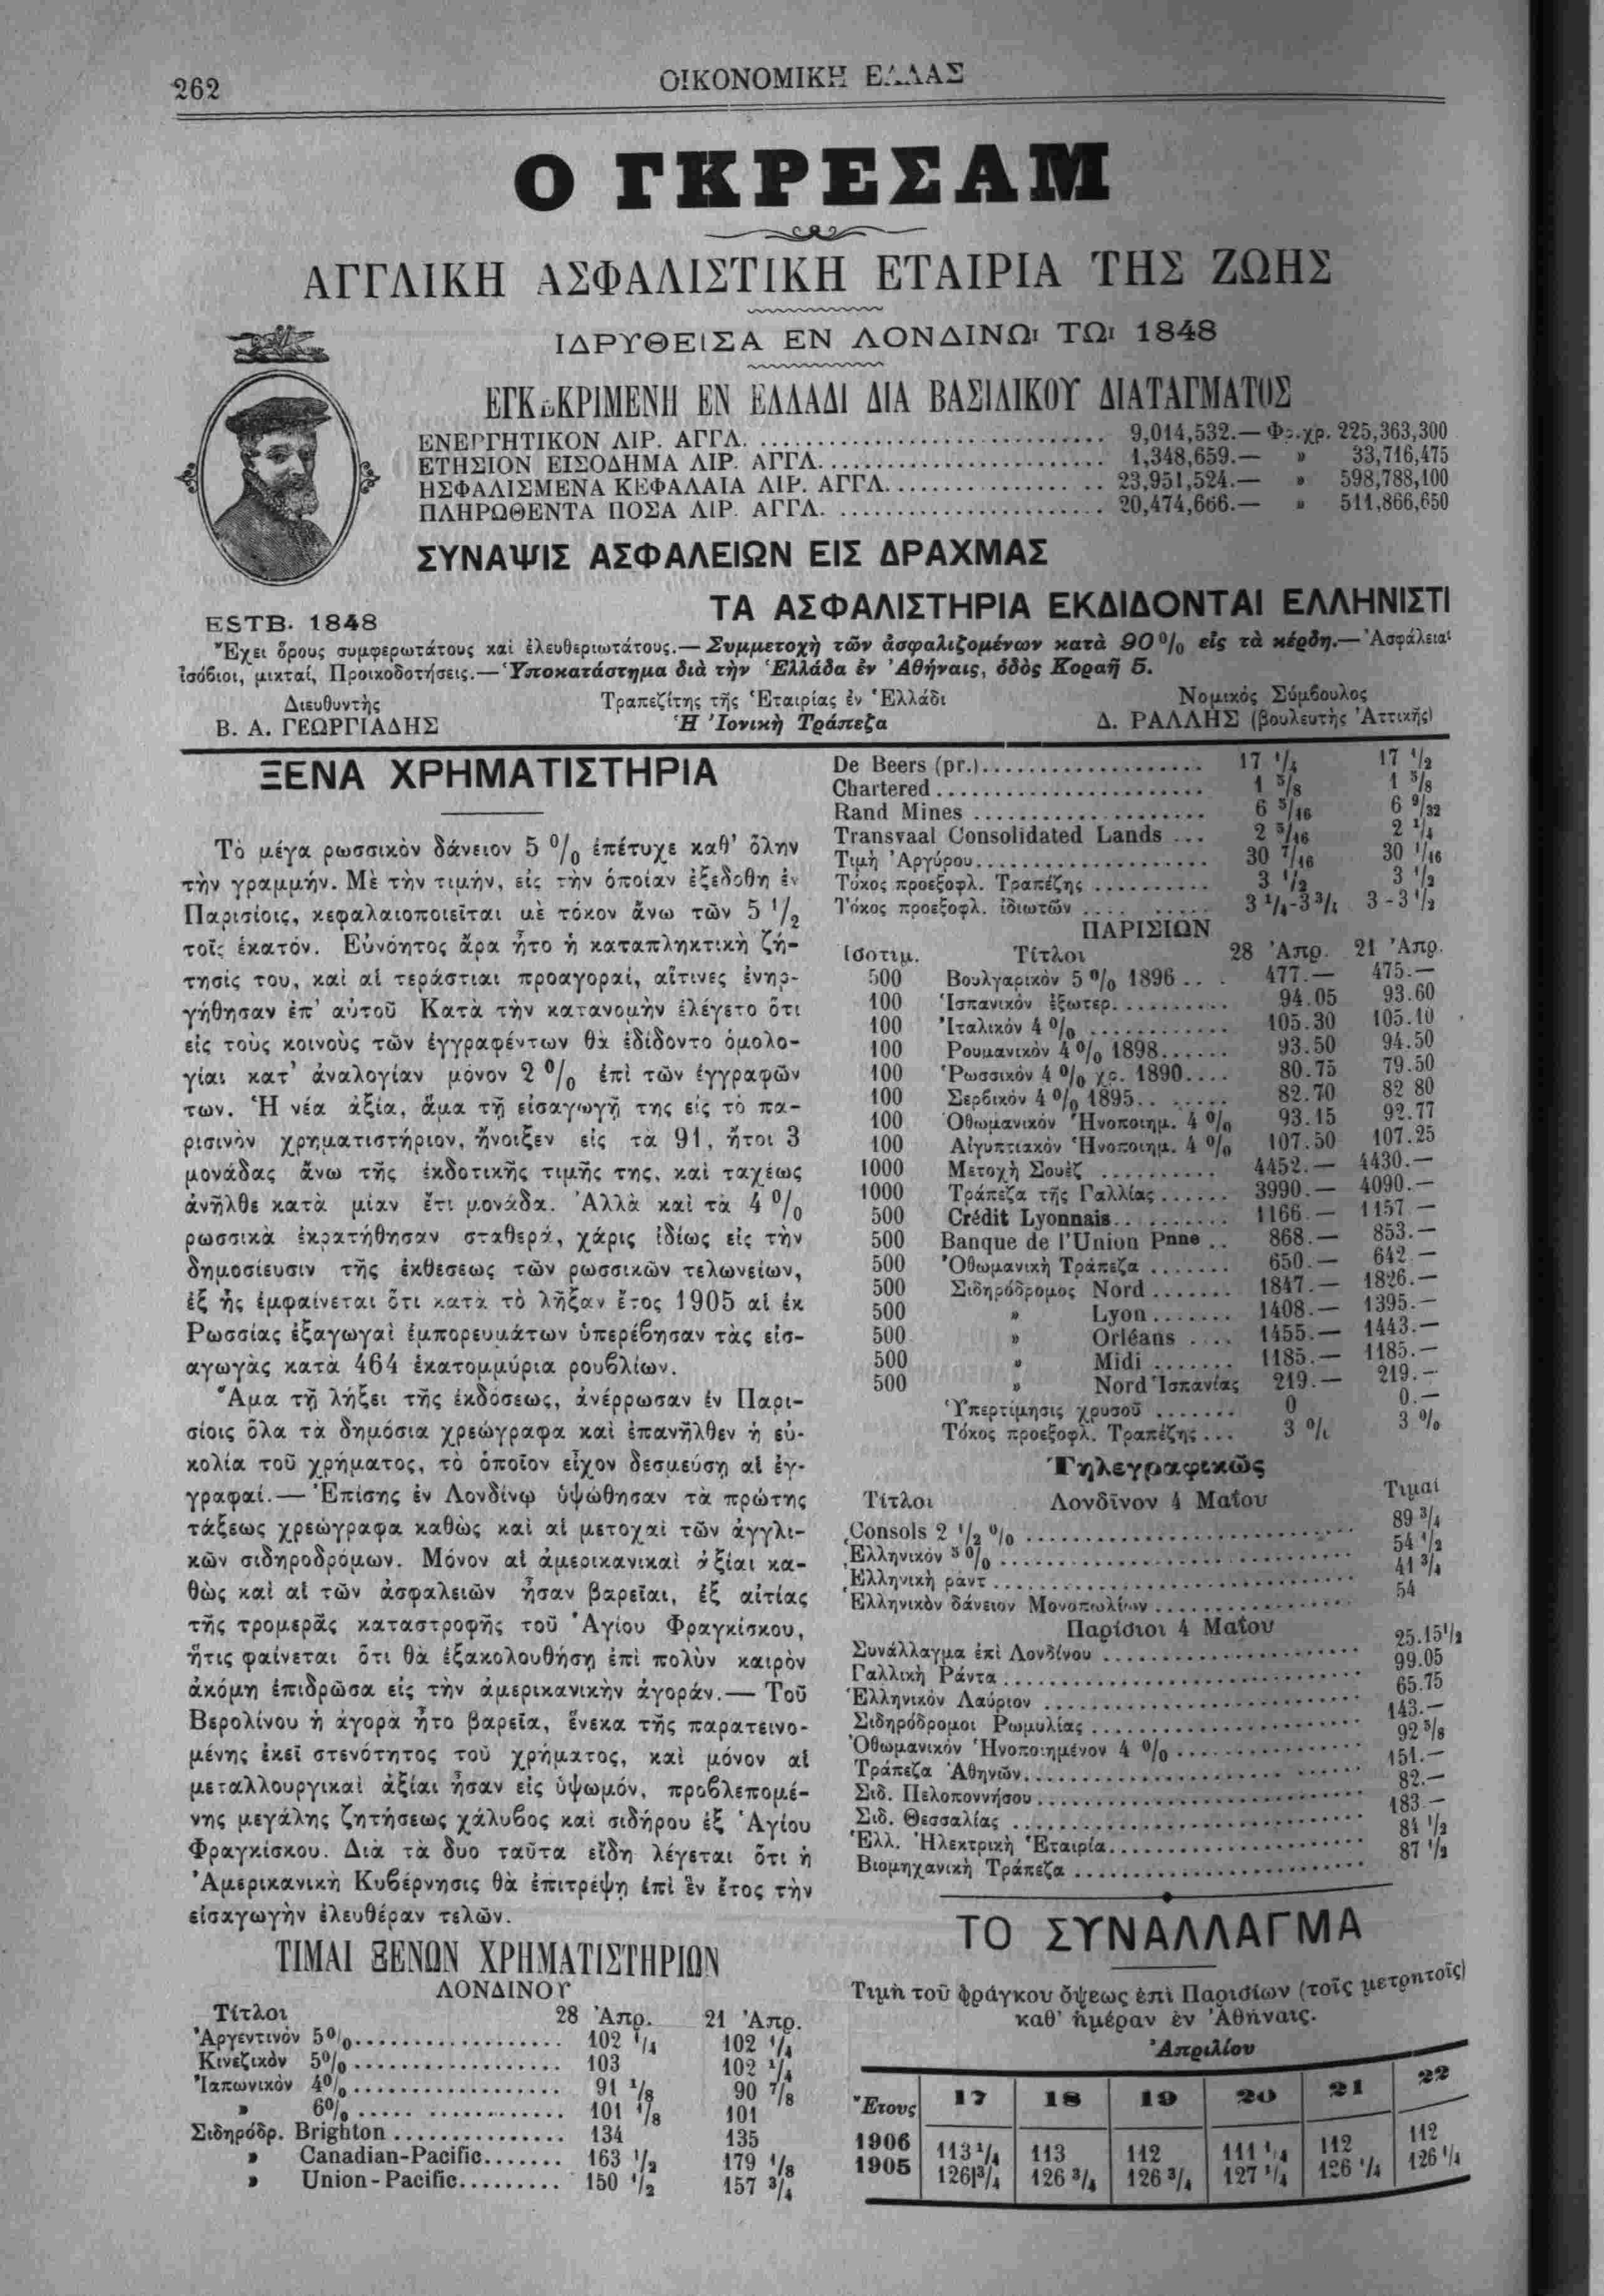 262
ΟΙΚΟΝΟΜΙΚΗ ΕΛΛΑΣ
Ο ΓΚΡΕΣΑΜ
ΑΓΓΛΙΚΗ ΑΣΦΑΛΙΣΤΙΚΗ ΕΤΑΙΡΙΑ ΤΗΣ ΖΩΗΣ
ΙΔΡΥΘΕΙΣΑ ΕΝ ΛΟΝΔΙΝΩι ΤΩι 1848
ΕΓΚΕΚΡΙΜΕΝΗ ΕΝ ΕΛΛΑΔΙ ΔΙΑ ΒΑΣΙΛΙΚΟΥ ΔΙΑΤΑΓΜΑΤΟΣ
ΕΝΕΡΓΗΤΙΚΟΝ ΛΙΡ. ΑΓΓΛ. ........ 9,014,532.— Φρ.χρ. 225,363,300
ΕΤΗΣΙΟΝ ΕΙΣΟΔΗΜΑ ΛΙΡ. ΑΓΓΛ. ........ 1,348,659.— » 33,716,475
ΗΣΦΑΛΙΣΜΕΝΑ ΚΕΦΑΛΑΙΑ ΛΙΡ. ΑΓΓΛ. ........ 23,951,524.— » 598,788,100
ΠΛΗΡΩΘΕΝΤΑ ΠΟΣΑ ΛΙΡ. ΑΓΓΛ. ........ 20,474,666.— » 511,866,650
ΣΥΝΑΨΙΣ ΑΣΦΑΛΕΙΩΝ ΕΙΣ ΔΡΑΧΜΑΣ
ΤΑ ΑΣΦΑΛΙΣΤΗΡΙΑ ΕΚΔΙΔΟΝΤΑΙ ΕΛΛΗΝΙΣΤΙ
ESTB. 1848
Ἔχει ὅρους συμφερωτάτους καὶ ἐλευθεριωτάτους.— Συμμετοχὴ τῶν ἀσφαλιζομένων κατὰ 90 % εἰς τὰ κέρδη.— Ἀσφάλειαι
ἰσόβιοι, μικταί, Προικοδοτήσεις.— Ὑποκατάστημα διὰ τὴν Ἑλλάδα ἐν Ἀθήναις, ὁδὸς Κοραῆ 5.
Διευθυντὴς
Β. Α. ΓΕΩΡΓΙΑΔΗΣ
Τραπεζίτης τῆς Ἑταιρίας ἐν Ἑλλάδι
Ἡ Ἰονικὴ Τράπεζα
Νομικὸς Σύμβουλος
Δ. ΡΑΛΛΗΣ (βουλευτὴς Ἀττικῆς)
ΞΕΝΑ ΧΡΗΜΑΤΙΣΤΗΡΙΑ
Τὸ μέγα ρωσσικὸν δάνειον 5 % ἐπέτυχε καθ' ὅλην
τὴν γραμμήν. Μὲ τὴν τιμήν, εἰς τὴν ὁποίαν ἐξεδοθη ἐν
Παρισίοις, κεφαλαιοποιεῖται μὲ τόκον ἄνω τῶν 5 1/2
τοῖς ἑκατόν. Εὐνόητος ἄρα ἦτο ἡ καταπληκτικὴ ζή-
τησίς του, καὶ αἱ τεράστιαι προαγοραί, αἵτινες ἐνηρ-
γήθησαν ἐπ' αὐτοῦ Κατὰ τὴν κατανομὴν ἐλέγετο ὅτι
εἰς τοὺς κοινοὺς τῶν ἐγγραφέντων θὰ ἐδίδοντο ὁμολο-
γίαι κατ' ἀναλογίαν μόνον 2 % ἐπὶ τῶν ἐγγραφῶν
των. Ἡ νέα ἀξία, ἅμα τῇ εἰσαγωγῇ της εἰς τὸ πα-
ρισινὸν χρηματιστήριον, ἤνοιξεν εἰς τὰ 91, ἤτοι 3
μονάδας ἄνω τῆς ἐκδοτικῆς τιμῆς της, καὶ ταχέως
ἀνῆλθε κατὰ μίαν ἔτι μονάδα. Ἀλλὰ καὶ τὰ 4 %
ρωσσικὰ ἐκρατήθησαν σταθερά, χάρις ἰδίως εἰς τὴν
δημοσίευσιν τῆς ἐκθεσεως τῶν ρωσσικῶν τελωνείων,
ἐξ ἧς ἐμφαίνεται ὅτι κατὰ τὸ λῆξαν ἔτος 1905 αἱ ἐκ
Ρωσσίας ἐξαγωγαὶ ἐμπορευμάτων ὑπερέβησαν τὰς εἰσ-
αγωγὰς κατὰ 464 ἑκατομμύρια ρουβλίων.
Ἅμα τῇ λήξει τῆς ἐκδόσεως, ἀνέρρωσαν ἐν Παρι-
σίοις ὅλα τὰ δημόσια χρεώγραφα καὶ ἐπανῆλθεν ἡ εὐ-
κολία τοῦ χρήματος, τὸ ὁποῖον εἶχον δεσμεύσῃ αἱ ἐγ-
γραφαί.— Ἐπίσης ἐν Λονδίνῳ ὑψώθησαν τὰ πρώτης
τάξεως χρεώγραφα καθὼς καὶ αἱ μετοχαὶ τῶν ἀγγλι-
κῶν σιδηροδρόμων. Μόνον αἱ ἀμερικανικαὶ ἀξίαι κα-
θὼς καὶ αἱ τῶν ἀσφαλειῶν ἦσαν βαρεῖαι, ἐξ αἰτίας
τῆς τρομερᾶς καταστροφῆς τοῦ Ἁγίου Φραγκίσκου,
ἥτις φαίνεται ὅτι θὰ ἐξακολουθήσῃ ἐπὶ πολὺν καιρὸν
ἀκόμη ἐπιδρῶσα εἰς τὴν ἀμερικανικὴν ἀγοράν.— Τοῦ
Βερολίνου ἡ ἀγορὰ ἦτο βαρεῖα, ἕνεκα τῆς παρατεινο-
μένης ἐκεῖ στενότητος τοῦ χρήματος, καὶ μόνον αἱ
μεταλλουργικαὶ ἀξίαι ἦσαν εἰς ὑψωμόν, προβλεπομέ-
νης μεγάλης ζητήσεως χάλυβος καὶ σιδήρου ἐξ Ἁγίου
Φραγκίσκου. Διὰ τὰ δυο ταῦτα εἴδη λέγεται ὅτι ἡ
Ἀμερικανικὴ Κυβέρνησις θὰ ἐπιτρέψῃ ἐπὶ ἓν ἔτος τὴν
εἰσαγωγὴν ἐλευθέραν τελῶν.
ΤΙΜΑΙ ΞΕΝΩΝ ΧΡΗΜΑΤΙΣΤΗΡΙΩΝ
ΛΟΝΔΙΝΟΥ
Τίτλοι 28 Ἀπρ. 21 Ἀπρ.
Ἀργεντινόν 5% ........ 102 1/4 102 1/4
Κινεζικὸν 5% ........ 103 102 1/4
Ἰαπωνικὸν 4% ........ 91 1/8 90 7/8
» 6% ........ 101 1/8 101
Σιδηρόδρ. Brighton ........ 134 135
» Canadian-Pacific ........ 163 1/2 179 1/8
» Union-Pacific ........ 150 1/2 157 3/4
De Beers (pr.) ........ 17 1/4 17 1/2
Chartered ........ 1 5/8 1 5/8
Rand Mines ........ 6 5/16 6 9/32
Transvaal Consolidated Lands ... 2 3/16 2 1/4
Τιμὴ Ἀργύρου ........ 30 7/16 30 1/16
Τόκος προεξοφλ. Τραπέζης ........ 3 1/2 3 1/2
Τόκος προεξοφλ. ἰδιωτῶν ........ 3 1/4-3 3/4 3-3 1/2
ΠΑΡΙΣΙΩΝ
Ισοτιμ. Τίτλοι 28 Ἀπρ. 21 Ἀπρ.
500 Βουλγαρικὸν 5 % 1896 ... 477.— 475.—
100 Ἱσπανικόν ἐξωτερ. ........ 94.05 93.60
100 Ἰταλικόν 4 % ........ 105.30 105.10
100 Ρουμανικὸν 4 % 1898 ...... 93.50 94.50
100 Ῥωσσικόν 4 % χρ. 1890 .... 80.75 79.50
100 Σερβικόν 4 % 1895 ...... 82.70 82 80
100 Ὀθωμανικόν Ἡνοποιημ. 4 % 93.15 92.77
100 Αἰγυπτιακόν Ἡνοποιημ. 4 % 107.50 107.25
1000 Μετοχὴ Σουέζ ........ 4452.— 4430.—
1000 Τράπεζα τῆς Γαλλίας ...... 3990.— 4090.—
500 Crédit Lyonnais ........ 1166.— 1157.—
500 Banque de l'Union Pnne .. 868.— 853.—
500 Ὀθωμανικὴ Τράπεζα ....... 650.— 642.—
500 Σιδηρόδρομος Nord ....... 1847.— 1826.—
500 » Lyon ....... 1408.— 1395.—
500 » Orléans .... 1455.— 1443.—
500 » Midi ....... 1185.— 1185.—
500 » Nord Ἱσπανίας 219.— 219.—
Ὑπερτίμησις χρυσοῦ ....... 0 0.—
Τόκος προεξοφλ. Τραπέζης ... 3 % 3 %
Τηλεγραφικῶς
Τίτλοι Λονδῖνον 4 Μαΐου Τιμαί
Consols 2 1/2 % ........ 89 3/4
Ἑλληνικόν 5 % ........ 54 1/2
Ἑλληνικὴ ράντ ........ 41 3/4
Ἑλληνικὸν δάνειον Μονοπωλίων ........ 54
Παρίσιοι 4 Μαΐου
Συνάλλαγμα ἐπὶ Λονδίνου ........ 25.15 1/2
Γαλλικὴ Ράντα ........ 99.05
Ἑλληνικόν Λαύριον ........ 65.75
Σιδηρόδρομοι Ρωμυλίας ........ 143.—
Ὀθωμανικόν Ἡνοποιημένον 4 % ........ 92 5/8
Τράπεζα Ἀθηνῶν ........ 151.—
Σιδ. Πελοποννήσου ........ 82.—
Σιδ. Θεσσαλίας ........ 183.—
Ἑλλ. Ἠλεκτρικὴ Ἑταιρία ........ 84 1/2
Βιομηχανικὴ Τράπεζα ........ 87 1/2
ΤΟ ΣΥΝΑΛΛΑΓΜΑ
Τιμὴ τοῦ φράγκου ὄψεως ἐπὶ Παρισίων (τοῖς μετρητοῖς)
καθ' ἡμέραν ἐν Ἀθήναις.
Ἀπριλίου
Ἔτους 17 18 19 20 21 22
1906 113 1/4 113 112 111 1/4 112 112
1905 126 3/4 126 3/4 126 3/4 127 1/4 126 1/4 126 1/4